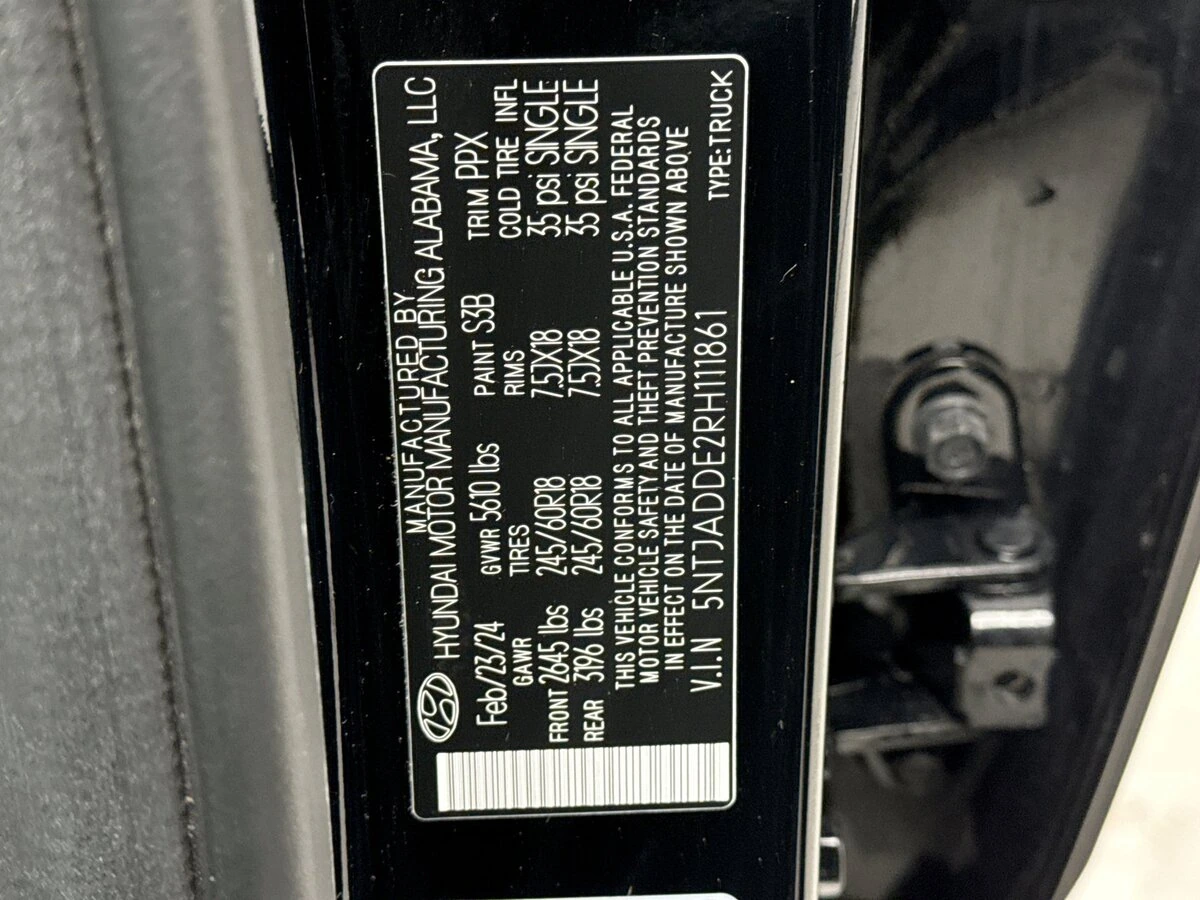 MANUFACTURED BY
HYUNDAI MOTOR MANUFACTURING ALABAMA, LLC
Feb/23/24 GVWR 5610 lbs PAINT S3B TRIM PPX
GAWR TIRES RIMS COLD TIRE INFL
FRONT 2645 lbs 245/60R18 7.5JX18 35 psi SINGLE
REAR 3196 lbs 245/60R18 7.5JX18 35 psi SINGLE
THIS VEHICLE CONFORMS TO ALL APPLICABLE U.S.A. FEDERAL
MOTOR VEHICLE SAFETY AND THEFT PREVENTION STANDARDS
IN EFFECT ON THE DATE OF MANUFACTURE SHOWN ABOVE
V.I.N 5NTJADDE2RH111861 TYPE:TRUCK